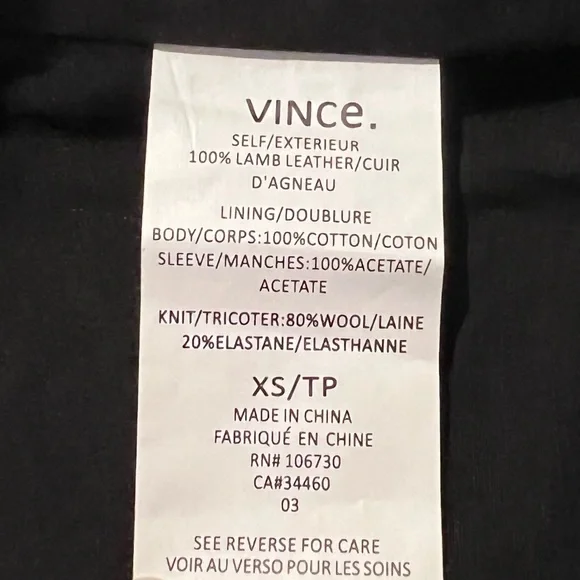 VINCe.
SELF/EXTERIEUR
100% LAMB LEATHER/CUIR
D'AGNEAU
LINING/DOUBLURE
BODY/CORPS:100%COTTON/COTON
SLEEVE/MANCHES:100%ACETATE/
ACETATE
KNIT/TRICOTER:80%WOOL/LAINE
20%ELASTANE/ELASTHANNE
XS/TP
MADE IN CHINA
FABRIQUÉ EN CHINE
RN# 106730
CA#34460
03
SEE REVERSE FOR CARE
VOIR AU VERSO POUR LES SOINS